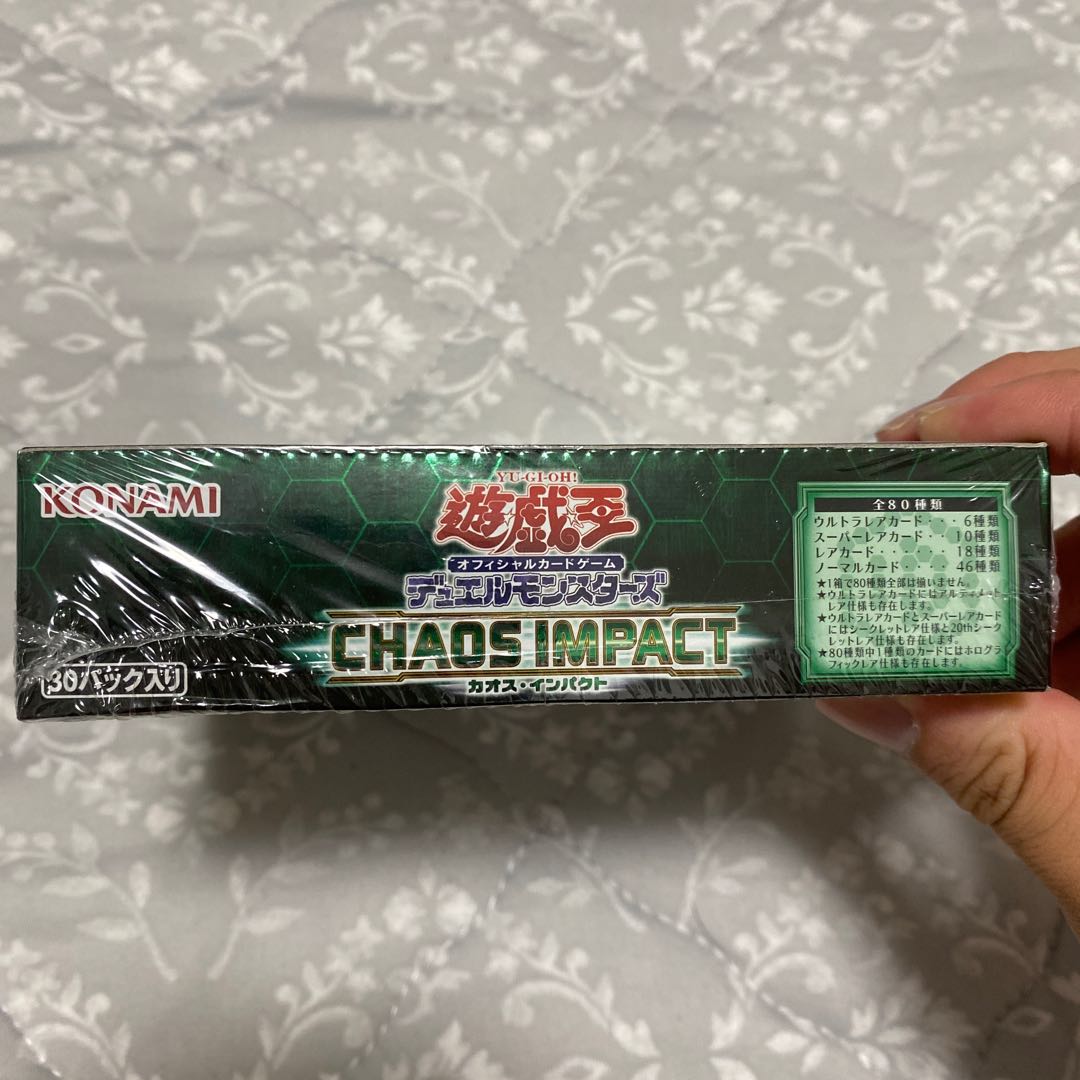 KONAMI
YU-GI-OH!
遊戯王
オフィシャルカードゲーム
デュエルモンスターズ
CHAOS IMPACT
カオス・インパクト
30パック入り
全80種類
ウルトラレアカード・・・6種類
スーパーレアカード・・10種類
レアカード・・・・・・18種類
ノーマルカード・・・・46種類
★1箱で80種類全部は揃いません。
★ウルトラレアカードにはアルティメット
レア仕様も存在します。
★ウルトラレアカードとスーパーレアカード
にはシークレットレア仕様と20thシーク
レットレア仕様も存在します。
★80種類中1種類のカードにはホログラ
フィックレア仕様も存在します。